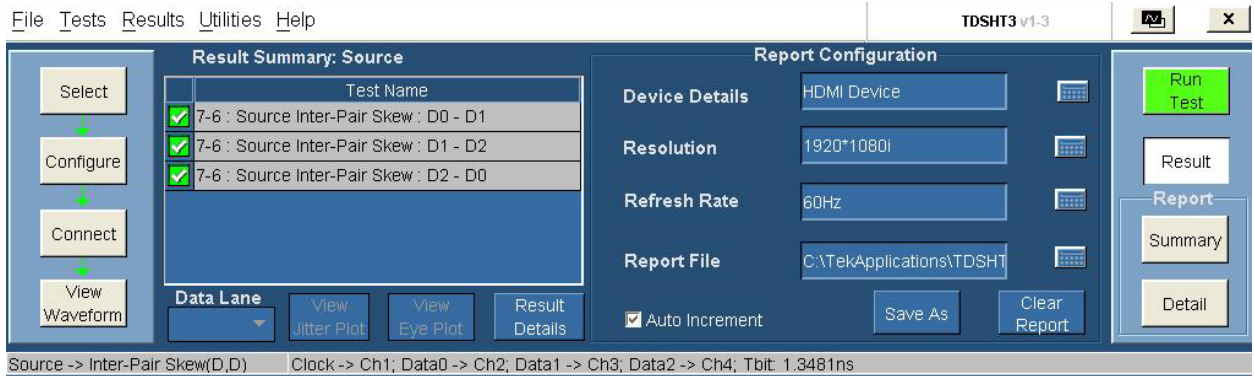 File Tests Results Utilities Help
TDSHT3 v1-3
x
Select
Configure
Connect
View
Waveform
Result Summary: Source
Test Name
7-6 : Source Inter-Pair Skew : D0 - D1
7-6 : Source Inter-Pair Skew : D1 - D2
7-6 : Source Inter-Pair Skew : D2 - D0
Data Lane
View
Jitter Plot
View
Eye Plot
Result
Details
Report Configuration
Device Details
HDMI Device
Resolution
1920*1080i
Refresh Rate
60Hz
Report File
C:\TekApplications\TDSHT
Auto Increment
Save As
Clear
Report
Run
Test
Result
Report
Summary
Detail
Source -> Inter-Pair Skew(D,D) Clock -> Ch1; Data0 -> Ch2; Data1 -> Ch3; Data2 -> Ch4; Tbit: 1.3481ns